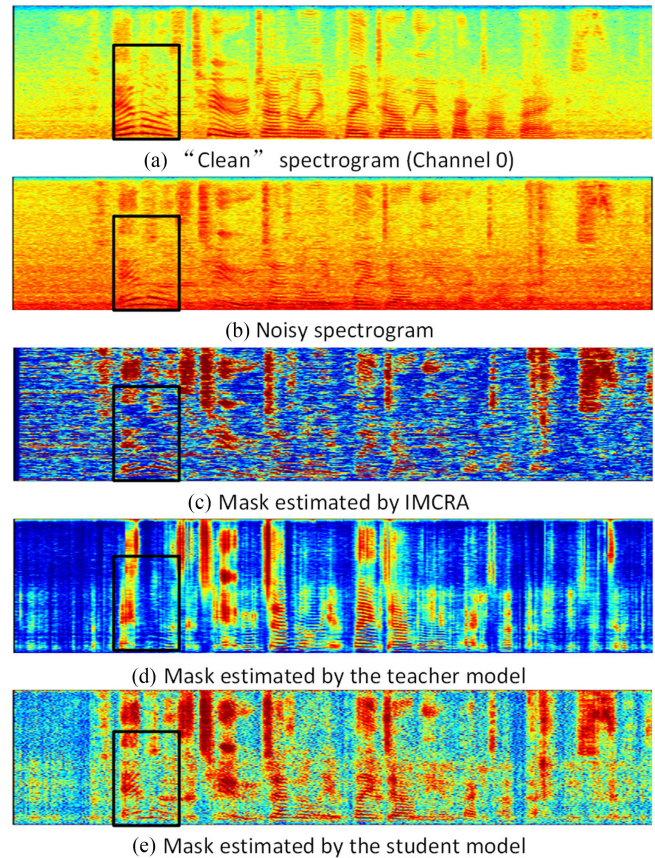 (a) “Clean” spectrogram (Channel 0)
(b) Noisy spectrogram
(c) Mask estimated by IMCRA
(d) Mask estimated by the teacher model
(e) Mask estimated by the student model